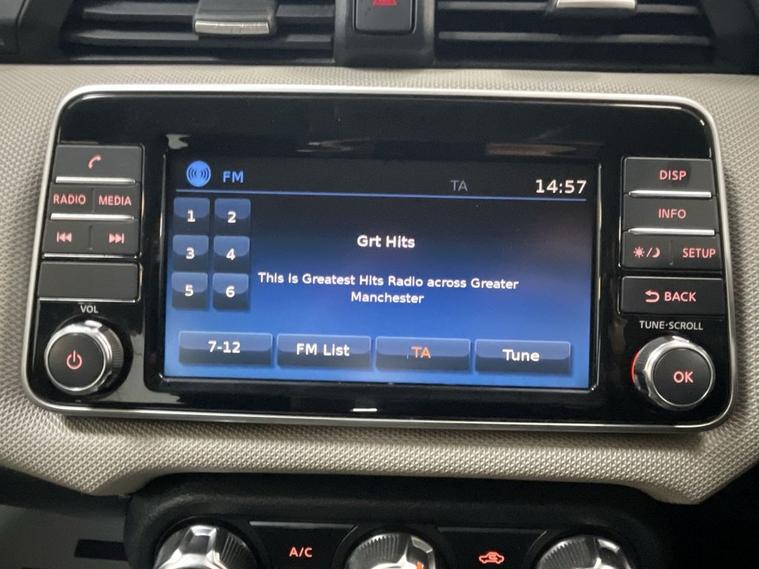 FM
TA
14:57
1 2
3 4
5 6
Grt Hits
This is Greatest Hits Radio across Greater
Manchester
7-12 FM List TA Tune
RADIO MEDIA
VOL
DISP
INFO
SETUP
BACK
TUNE·SCROLL
OK
A/C